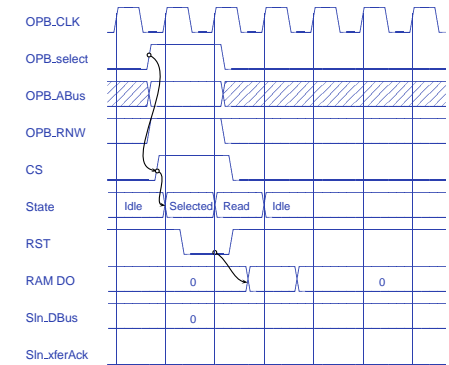 OPB_CLK
OPB_select
OPB_ABus
OPB_RNW
CS
State Idle Selected Read Idle
RST
RAM DO 0 0
Sln_DBus 0
Sln_xferAck